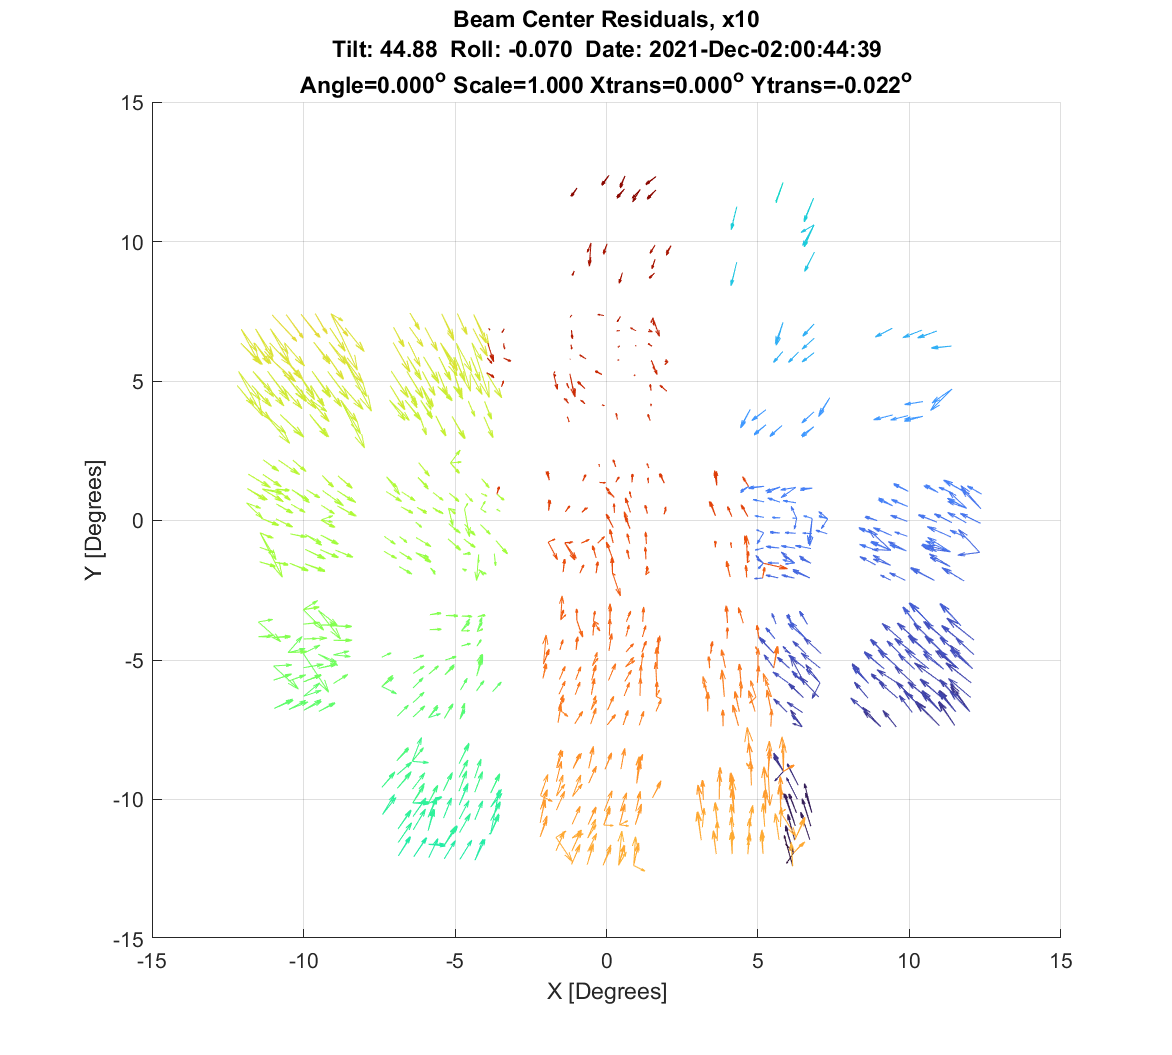 Beam Center Residuals, x10
Tilt: 44.88  Roll: -0.070  Date: 2021-Dec-02:00:44:39
Angle=0.000° Scale=1.000 Xtrans=0.000° Ytrans=-0.022°
15
10
5
0
-5
-10
-15
Y [Degrees]
-15 -10 -5 0 5 10 15
X [Degrees]